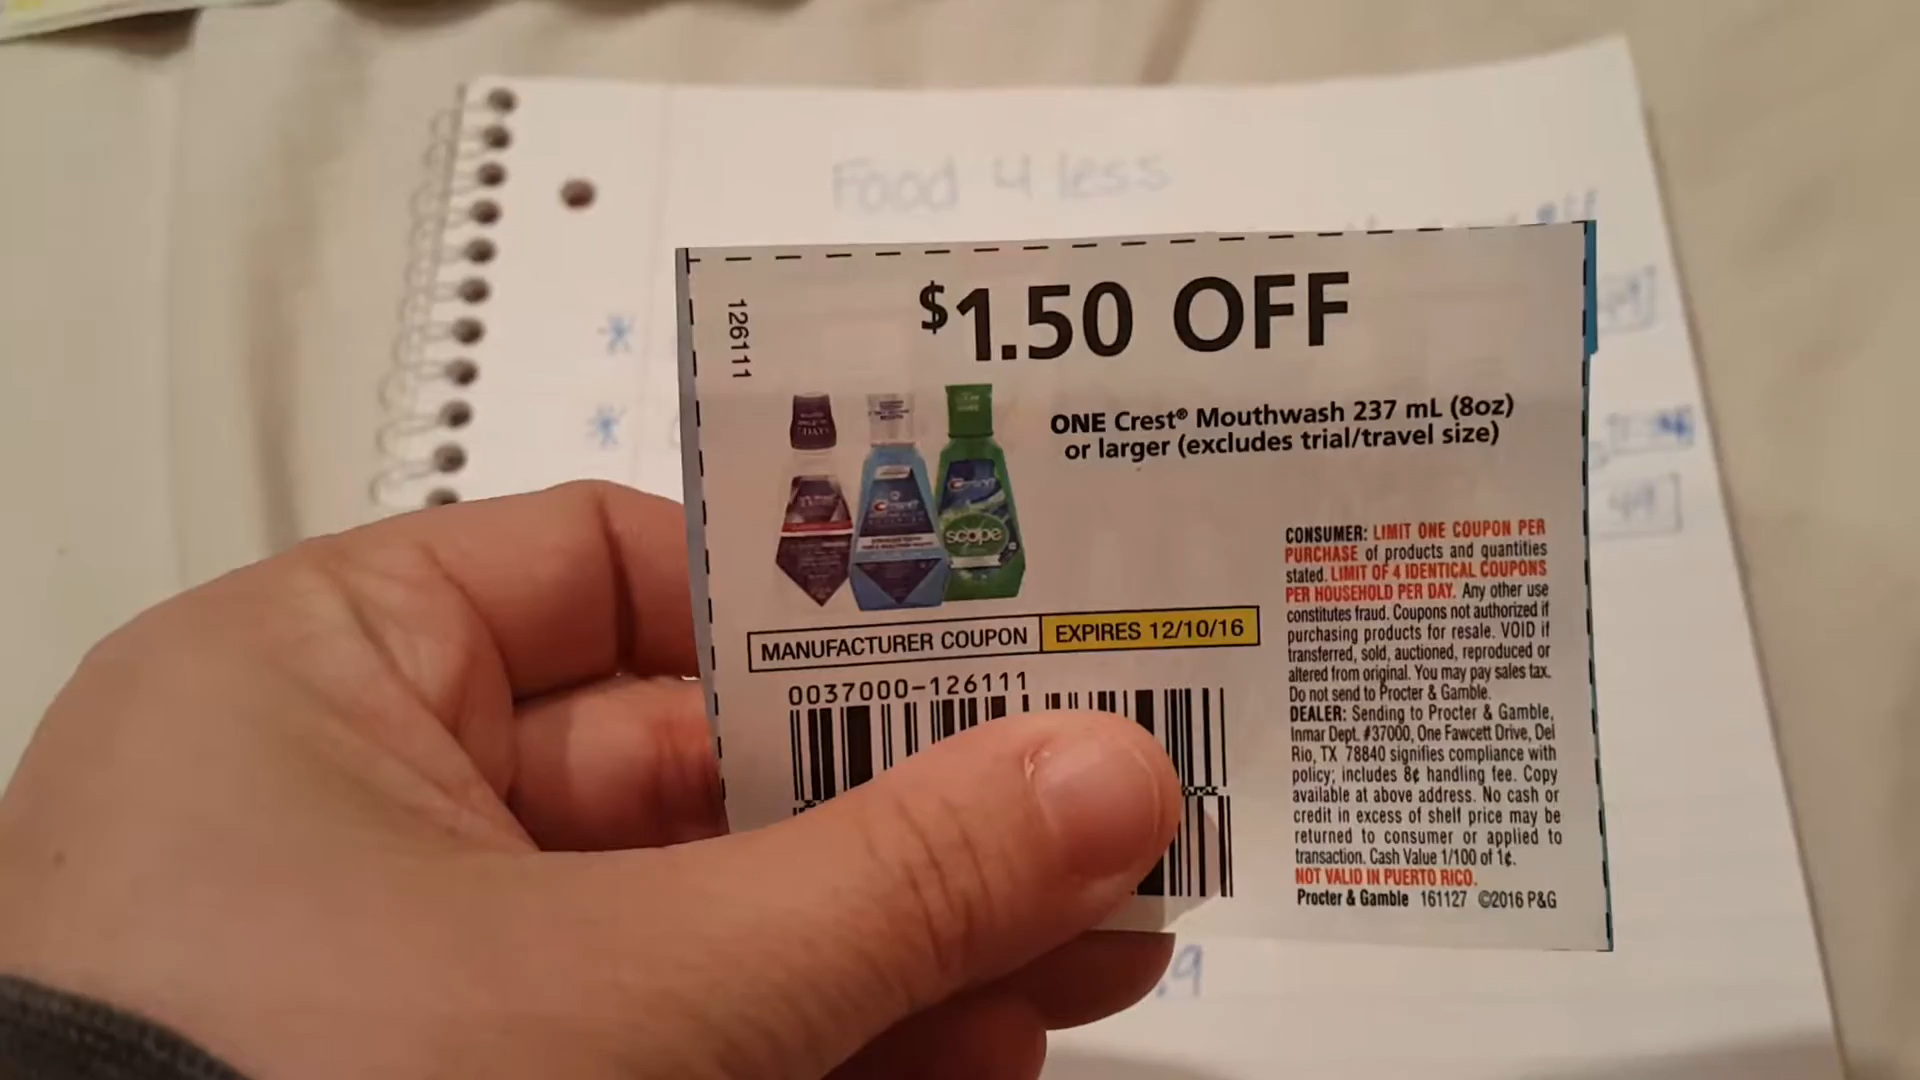 Food 4 less
$1.50 OFF
126111
ONE Crest® Mouthwash 237 mL (8oz)
or larger (excludes trial/travel size)
Crest
Crest
scope
MANUFACTURER COUPON
EXPIRES 12/10/16
0037000-126111
CONSUMER: LIMIT ONE COUPON PER
PURCHASE of products and quantities
stated. LIMIT OF 4 IDENTICAL COUPONS
PER HOUSEHOLD PER DAY. Any other use
constitutes fraud. Coupons not authorized if
purchasing products for resale. VOID if
transferred, sold, auctioned, reproduced or
altered from original. You may pay sales tax.
Do not send to Procter & Gamble.
DEALER: Sending to Procter & Gamble,
Inmar Dept. #37000, One Fawcett Drive, Del
Rio, TX 78840 signifies compliance with
policy; includes 8¢ handling fee. Copy
available at above address. No cash or
credit in excess of shelf price may be
returned to consumer or applied to
transaction. Cash Value 1/100 of 1¢.
NOT VALID IN PUERTO RICO.
Procter & Gamble 161127 ©2016 P&G
.9